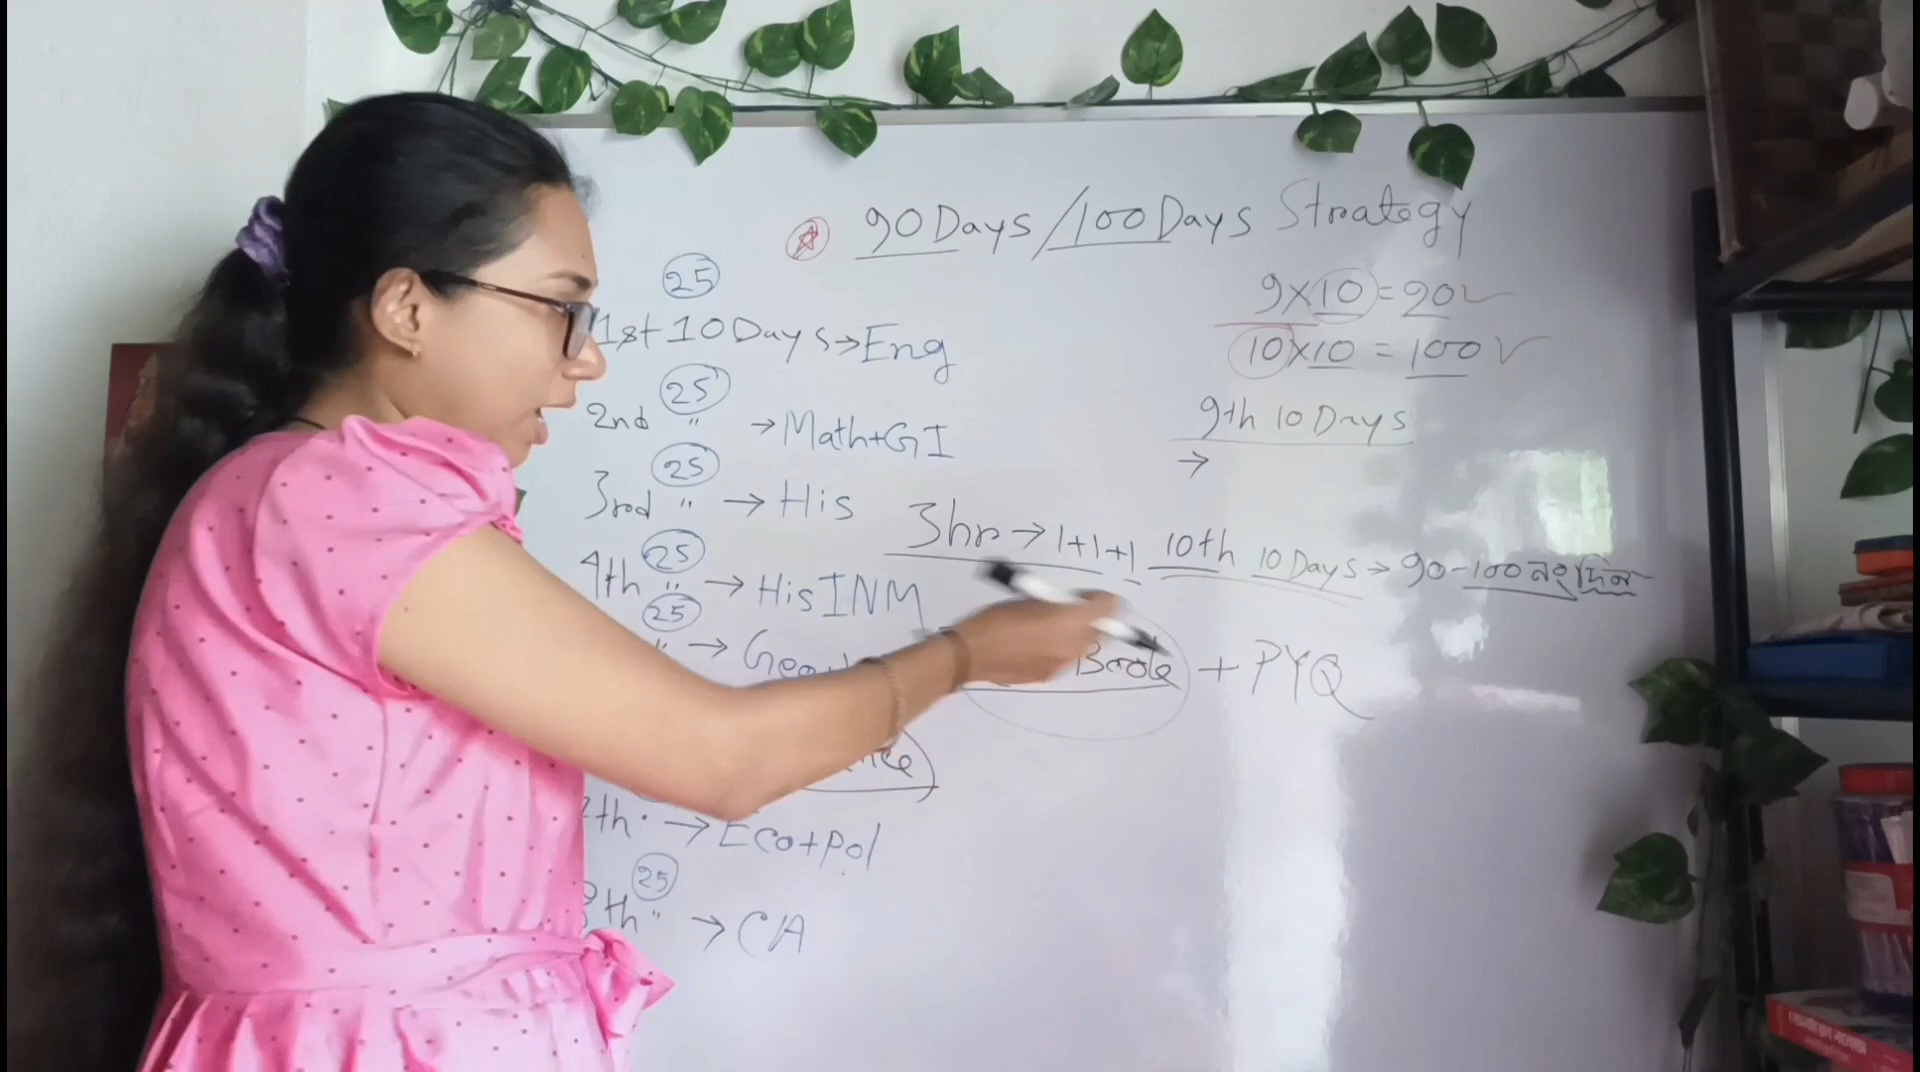 90 Days / 100 Days Strategy
25
1st 10 Days → Eng
25
2nd " → Math+GI
25
3rd " → His
25
4th " → His INM
25
" → Geo
7th " → Eco+Pol
25
8th " → CA
9×10 = 90 ✓
10×10 = 100 ✓
9th 10 Days
→
3hr → 1+1+1
10th 10 Days → 90-100 নং দিন
+ PYQ